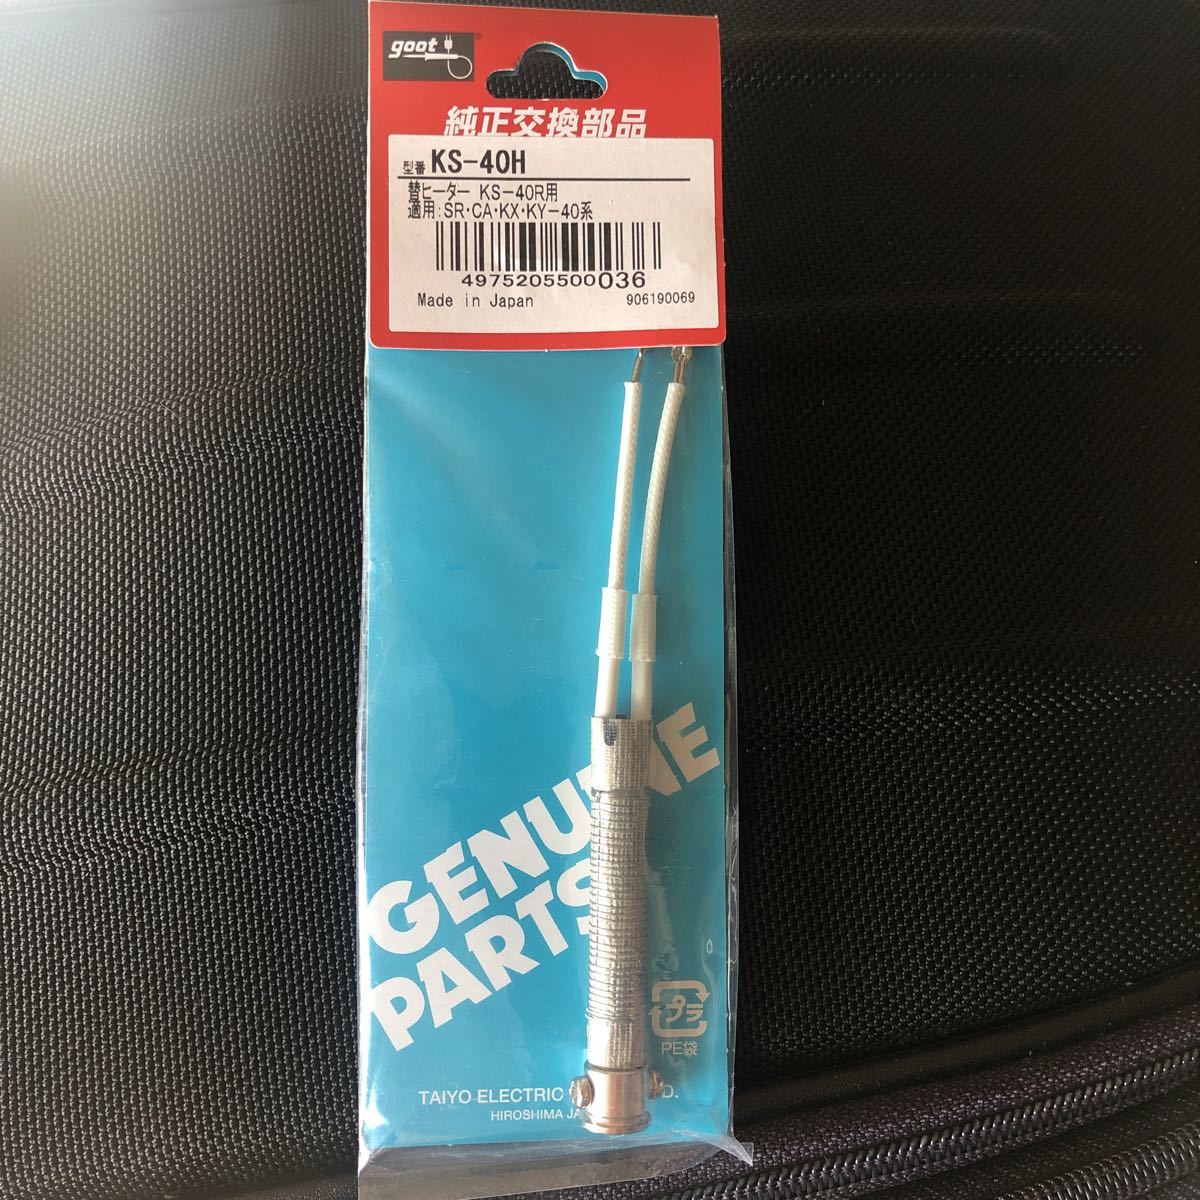 goot
純正交換部品
型番 KS-40H
替ヒーター KS-40R用
適用:SR・CA・KX・KY-40系
4975205500036
Made in Japan 906190069
GENUINE
PARTS
プラ
PE袋
TAIYO ELECTRIC
HIROSHIMA